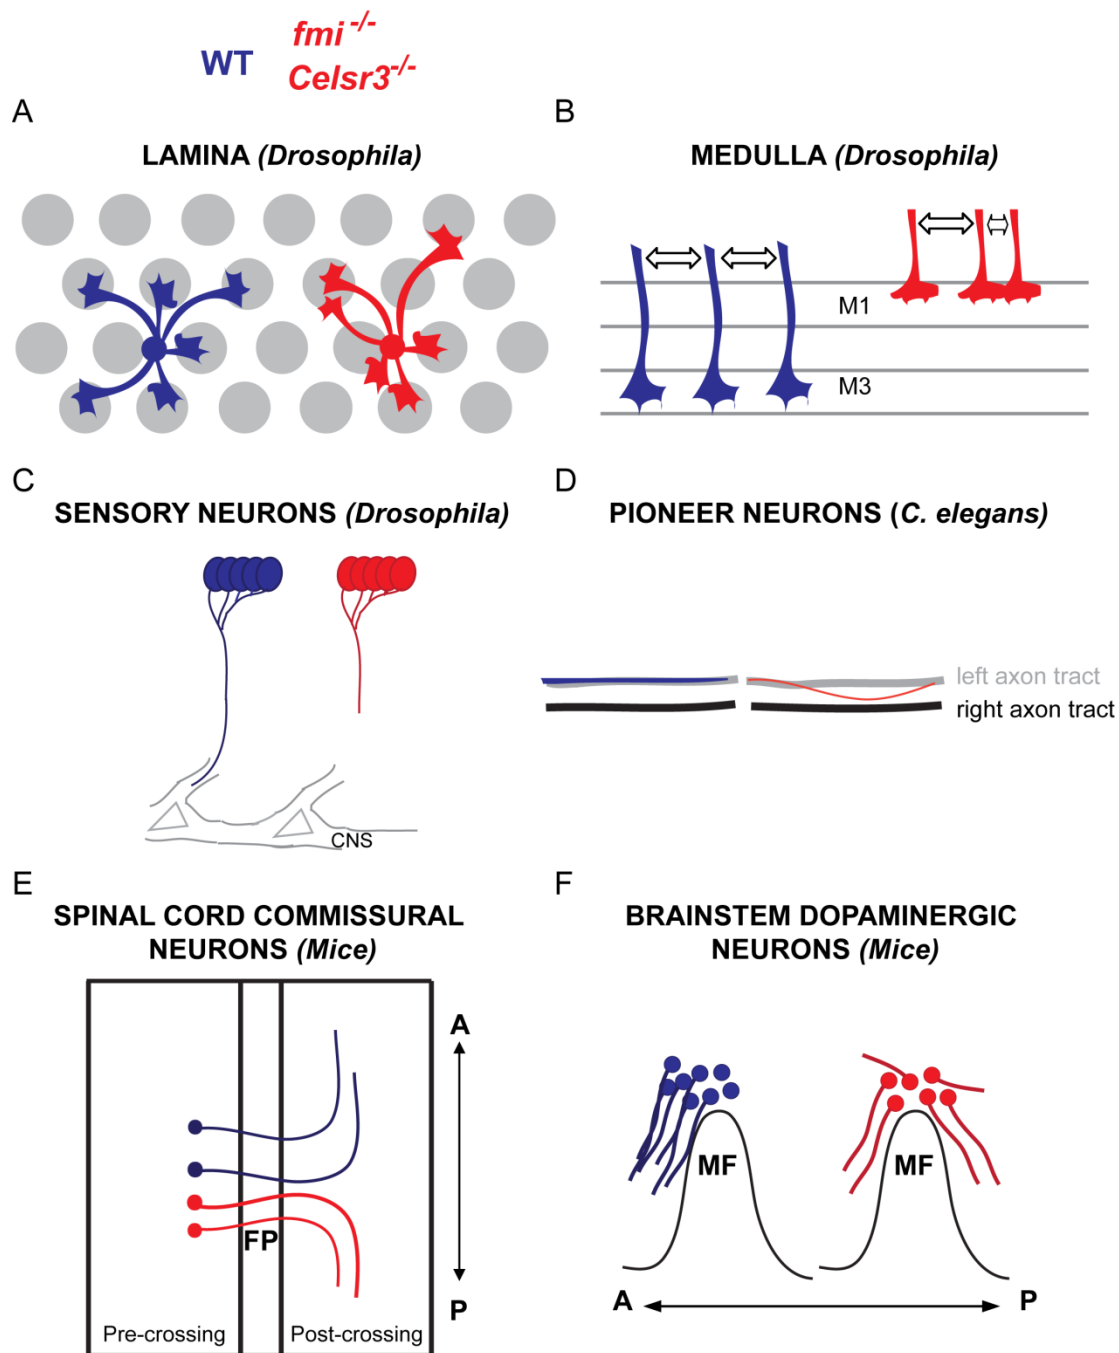 WT
fmi -/-
Celsr3-/-
A
LAMINA (Drosophila)
B
MEDULLA (Drosophila)
M1
M3
C
SENSORY NEURONS (Drosophila)
CNS
D
PIONEER NEURONS (C. elegans)
left axon tract
right axon tract
E
SPINAL CORD COMMISSURAL
NEURONS (Mice)
A
FP
P
Pre-crossing
Post-crossing
F
BRAINSTEM DOPAMINERGIC
NEURONS (Mice)
MF
MF
A
P